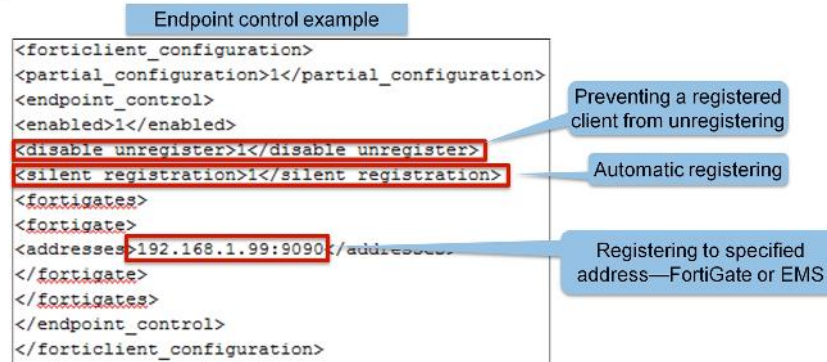 Endpoint control example
<forticlient_configuration>
<partial_configuration>1</partial_configuration>
<endpoint_control>
<enabled>1</enabled>
<disable_unregister>1</disable_unregister>
<silent_registration>1</silent_registration>
<fortigates>
<fortigate>
<addresses>192.168.1.99:9090</addresses>
</fortigate>
</fortigates>
</endpoint_control>
</forticlient_configuration>
Preventing a registered
client from unregistering
Automatic registering
Registering to specified
address—FortiGate or EMS